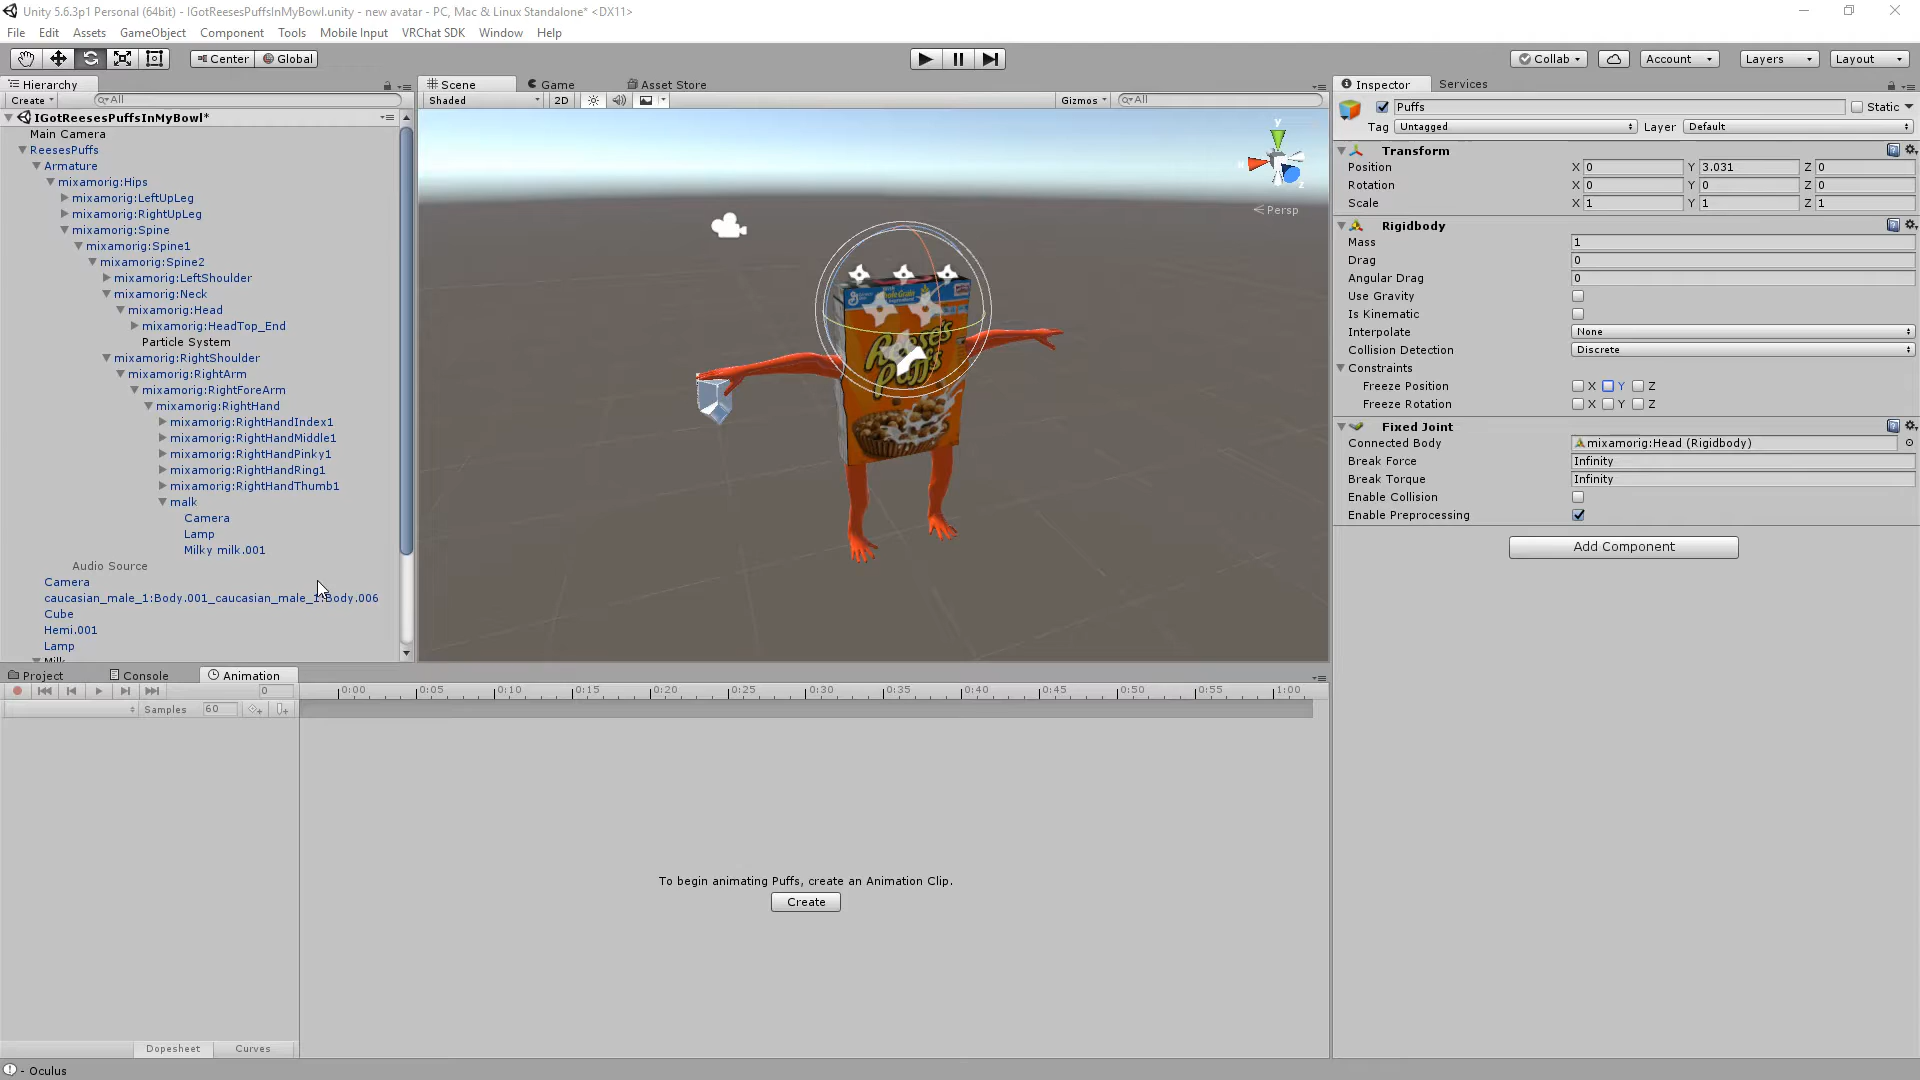 Unity 5.6.3p1 Personal (64bit) - IGotReesesPuffsInMyBowl.unity - new avatar - PC, Mac & Linux Standalone* <DX11>
File Edit Assets GameObject Component Tools Mobile Input VRChat SDK Window Help
Center Global Collab Account Layers Layout
Hierarchy
Create All
IGotReesesPuffsInMyBowl*
Main Camera
ReesesPuffs
Armature
mixamorig:Hips
mixamorig:LeftUpLeg
mixamorig:RightUpLeg
mixamorig:Spine
mixamorig:Spine1
mixamorig:Spine2
mixamorig:LeftShoulder
mixamorig:Neck
mixamorig:Head
mixamorig:HeadTop_End
Particle System
mixamorig:RightShoulder
mixamorig:RightArm
mixamorig:RightForeArm
mixamorig:RightHand
mixamorig:RightHandIndex1
mixamorig:RightHandMiddle1
mixamorig:RightHandPinky1
mixamorig:RightHandRing1
mixamorig:RightHandThumb1
malk
Camera
Lamp
Milky milk.001
Audio Source
Camera
caucasian_male_1:Body.001_caucasian_male_1:Body.006
Cube
Hemi.001
Lamp
Milk
Scene Game Asset Store
Shaded 2D Gizmos All
y
x
z
Persp
Whole Grain
Reese's
Puffs
Inspector Services
Puffs Static
Tag Untagged Layer Default
Transform
Position X 0 Y 3.031 Z 0
Rotation X 0 Y 0 Z 0
Scale X 1 Y 1 Z 1
Rigidbody
Mass 1
Drag 0
Angular Drag 0
Use Gravity
Is Kinematic
Interpolate None
Collision Detection Discrete
Constraints
Freeze Position X Y Z
Freeze Rotation X Y Z
Fixed Joint
Connected Body mixamorig:Head (Rigidbody)
Break Force Infinity
Break Torque Infinity
Enable Collision
Enable Preprocessing
Add Component
Project Console Animation
0 0:00 0:05 0:10 0:15 0:20 0:25 0:30 0:35 0:40 0:45 0:50 0:55 1:00
Samples 60
To begin animating Puffs, create an Animation Clip.
Create
Dopesheet Curves
- Oculus